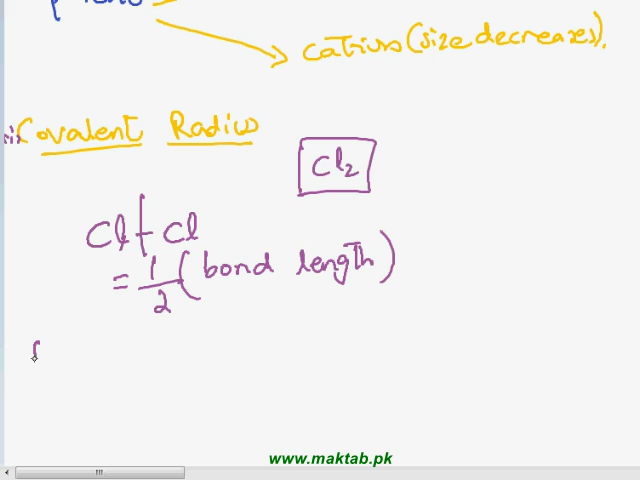 cations (size decreases).
Covalent Radius
Cl2
Cl Cl
= 1/2 (bond length)
www.maktab.pk